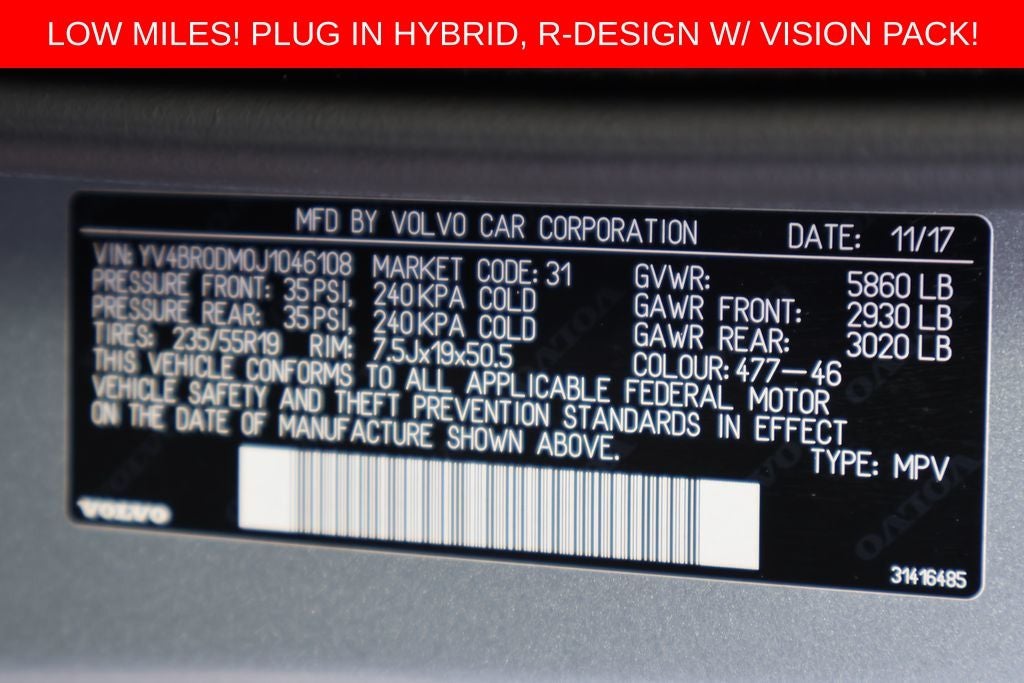 LOW MILES! PLUG IN HYBRID, R-DESIGN W/ VISION PACK!
MFD BY VOLVO CAR CORPORATION DATE: 11/17
VIN: YV4BR0DM0J1046108 MARKET CODE: 31 GVWR: 5860 LB
PRESSURE FRONT: 35 PSI, 240 KPA COLD GAWR FRONT: 2930 LB
PRESSURE REAR: 35 PSI, 240 KPA COLD GAWR REAR: 3020 LB
TIRES: 235/55R19 RIM: 7.5Jx19x50.5 COLOUR: 477-46
THIS VEHICLE CONFORMS TO ALL APPLICABLE FEDERAL MOTOR
VEHICLE SAFETY AND THEFT PREVENTION STANDARDS IN EFFECT
ON THE DATE OF MANUFACTURE SHOWN ABOVE. TYPE: MPV
VOLVO
31416485